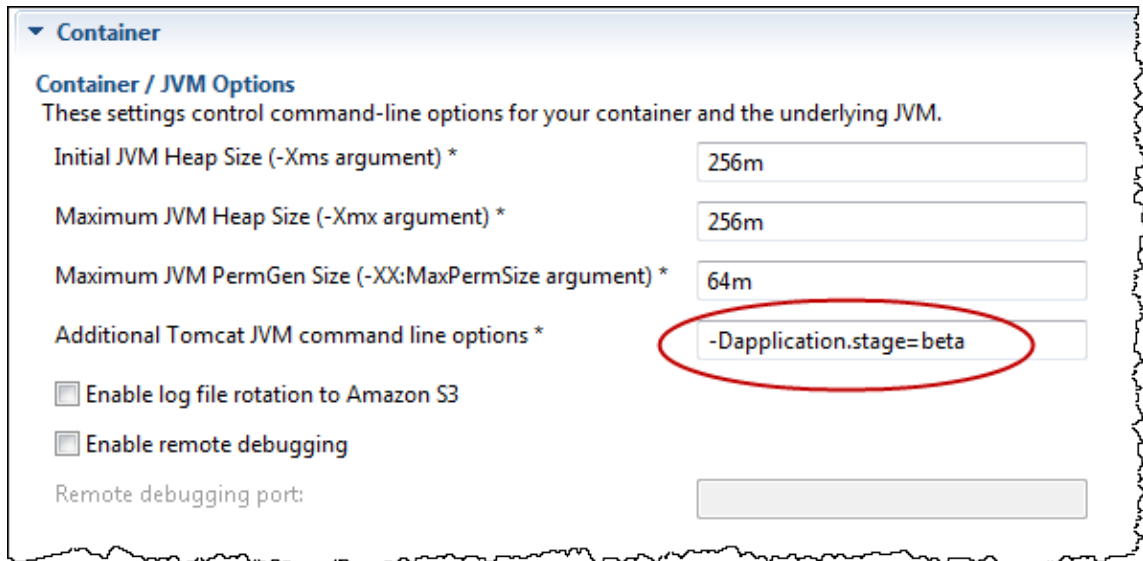 Container
Container / JVM Options
These settings control command-line options for your container and the underlying JVM.
Initial JVM Heap Size (-Xms argument) * 256m
Maximum JVM Heap Size (-Xmx argument) * 256m
Maximum JVM PermGen Size (-XX:MaxPermSize argument) * 64m
Additional Tomcat JVM command line options * -Dapplication.stage=beta
Enable log file rotation to Amazon S3
Enable remote debugging
Remote debugging port: